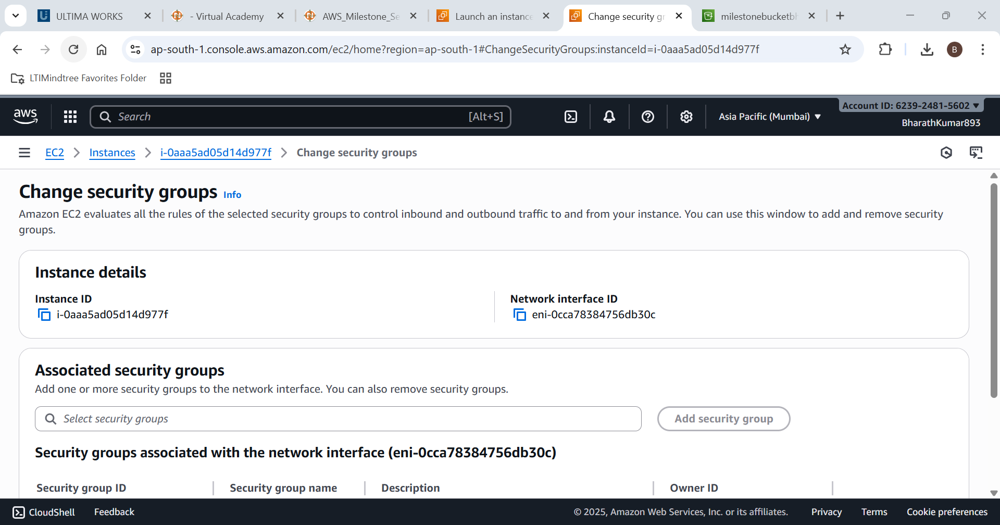 ULTIMA WORKS
- Virtual Academy
AWS_Milestone_Se
Launch an instance
Change security gr
milestonebucketbh
ap-south-1.console.aws.amazon.com/ec2/home?region=ap-south-1#ChangeSecurityGroups:instanceId=i-0aaa5ad05d14d977f
B
LTIMindtree Favorites Folder
aws
Search
[Alt+S]
Asia Pacific (Mumbai)
Account ID: 6239-2481-5602
BharathKumar893
EC2
Instances
i-0aaa5ad05d14d977f
Change security groups
Change security groups
Info
Amazon EC2 evaluates all the rules of the selected security groups to control inbound and outbound traffic to and from your instance. You can use this window to add and remove security
groups.
Instance details
Instance ID
i-0aaa5ad05d14d977f
Network interface ID
eni-0cca78384756db30c
Associated security groups
Add one or more security groups to the network interface. You can also remove security groups.
Select security groups
Add security group
Security groups associated with the network interface (eni-0cca78384756db30c)
Security group ID
Security group name
Description
Owner ID
CloudShell
Feedback
© 2025, Amazon Web Services, Inc. or its affiliates.
Privacy
Terms
Cookie preferences